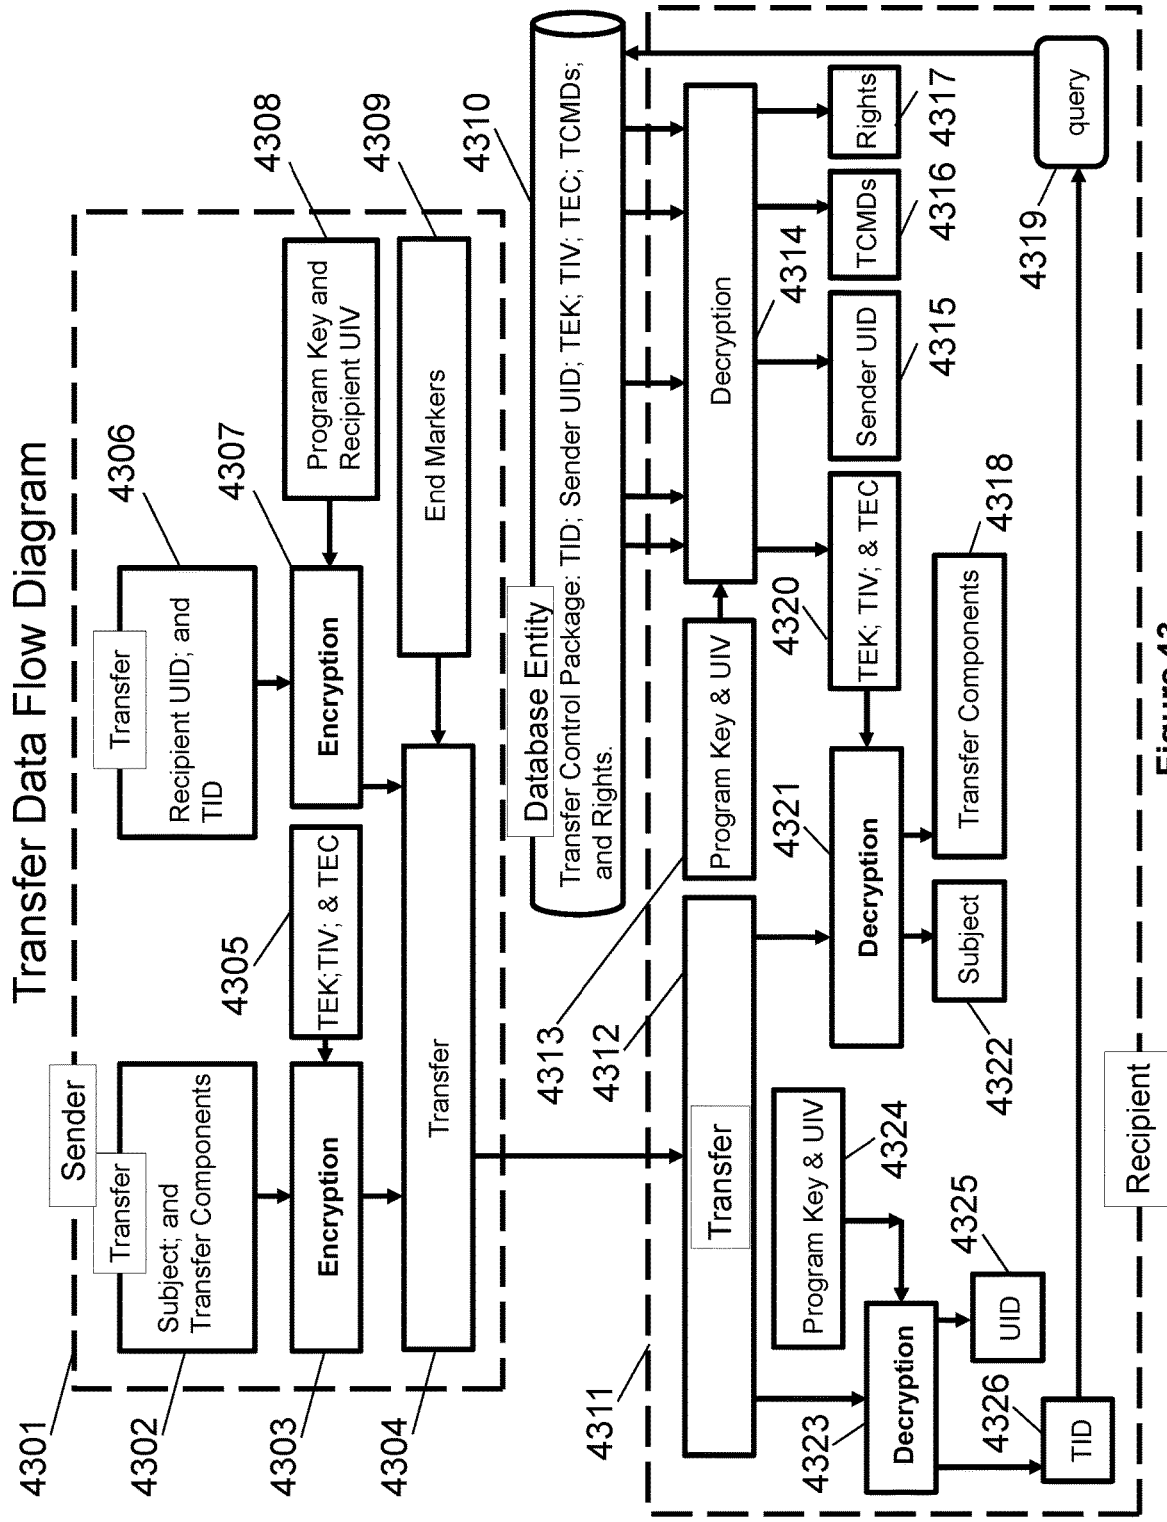 Transfer Data Flow Diagram
4301
Sender
4302
Transfer
Subject; and
Transfer Components
4303
Encryption
4304
Transfer
4305
TEK;TIV; & TEC
4306
Transfer
Recipient UID; and
TID
4307
Encryption
4308
Program Key and
Recipient UIV
4309
End Markers
4310
Database Entity
Transfer Control Package: TID; Sender UID; TEK; TIV; TEC; TCMDs;
and Rights.
4311
4312
Transfer
4313
Program Key & UIV
Decryption
4314
Sender UID
4315
TCMDs
4316
Rights
4317
TEK; TIV; & TEC
4320
Decryption
4321
Transfer Components
4318
Subject
4322
Program Key & UIV
4324
4323
Decryption
UID
4325
4326
TID
query
4319
Recipient
Figure 43